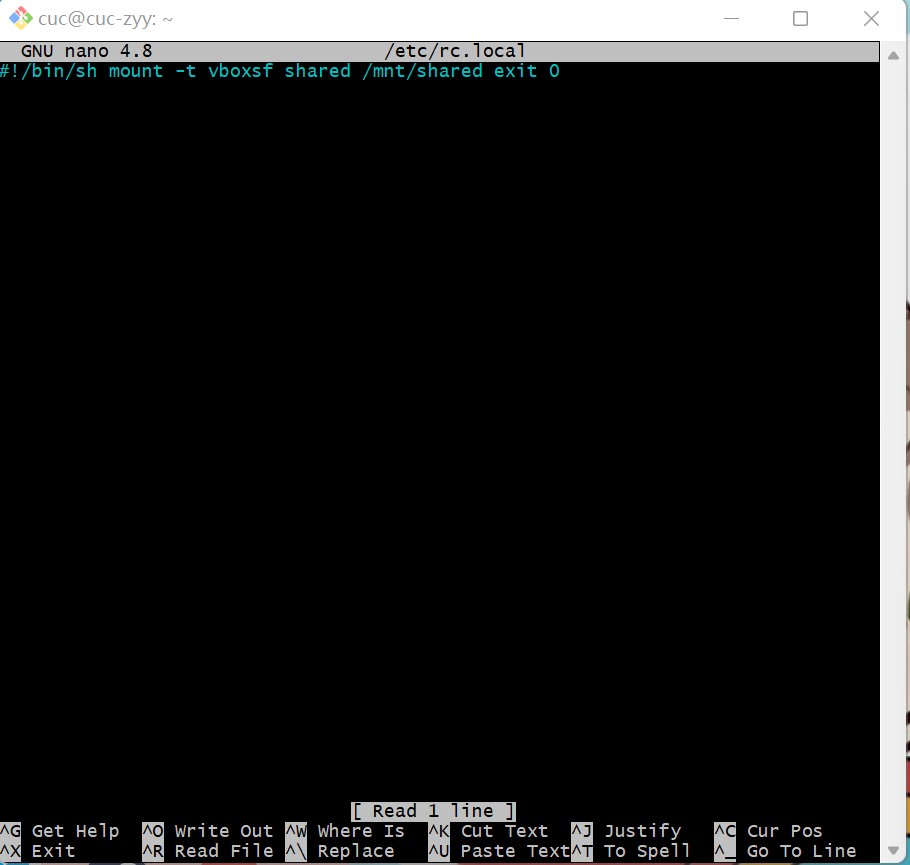 cuc@cuc-zyy: ~
GNU nano 4.8 /etc/rc.local
#!/bin/sh mount -t vboxsf shared /mnt/shared exit 0
[ Read 1 line ]
^G Get Help ^O Write Out ^W Where Is ^K Cut Text ^J Justify ^C Cur Pos
^X Exit ^R Read File ^\ Replace ^U Paste Text ^T To Spell ^_ Go To Line